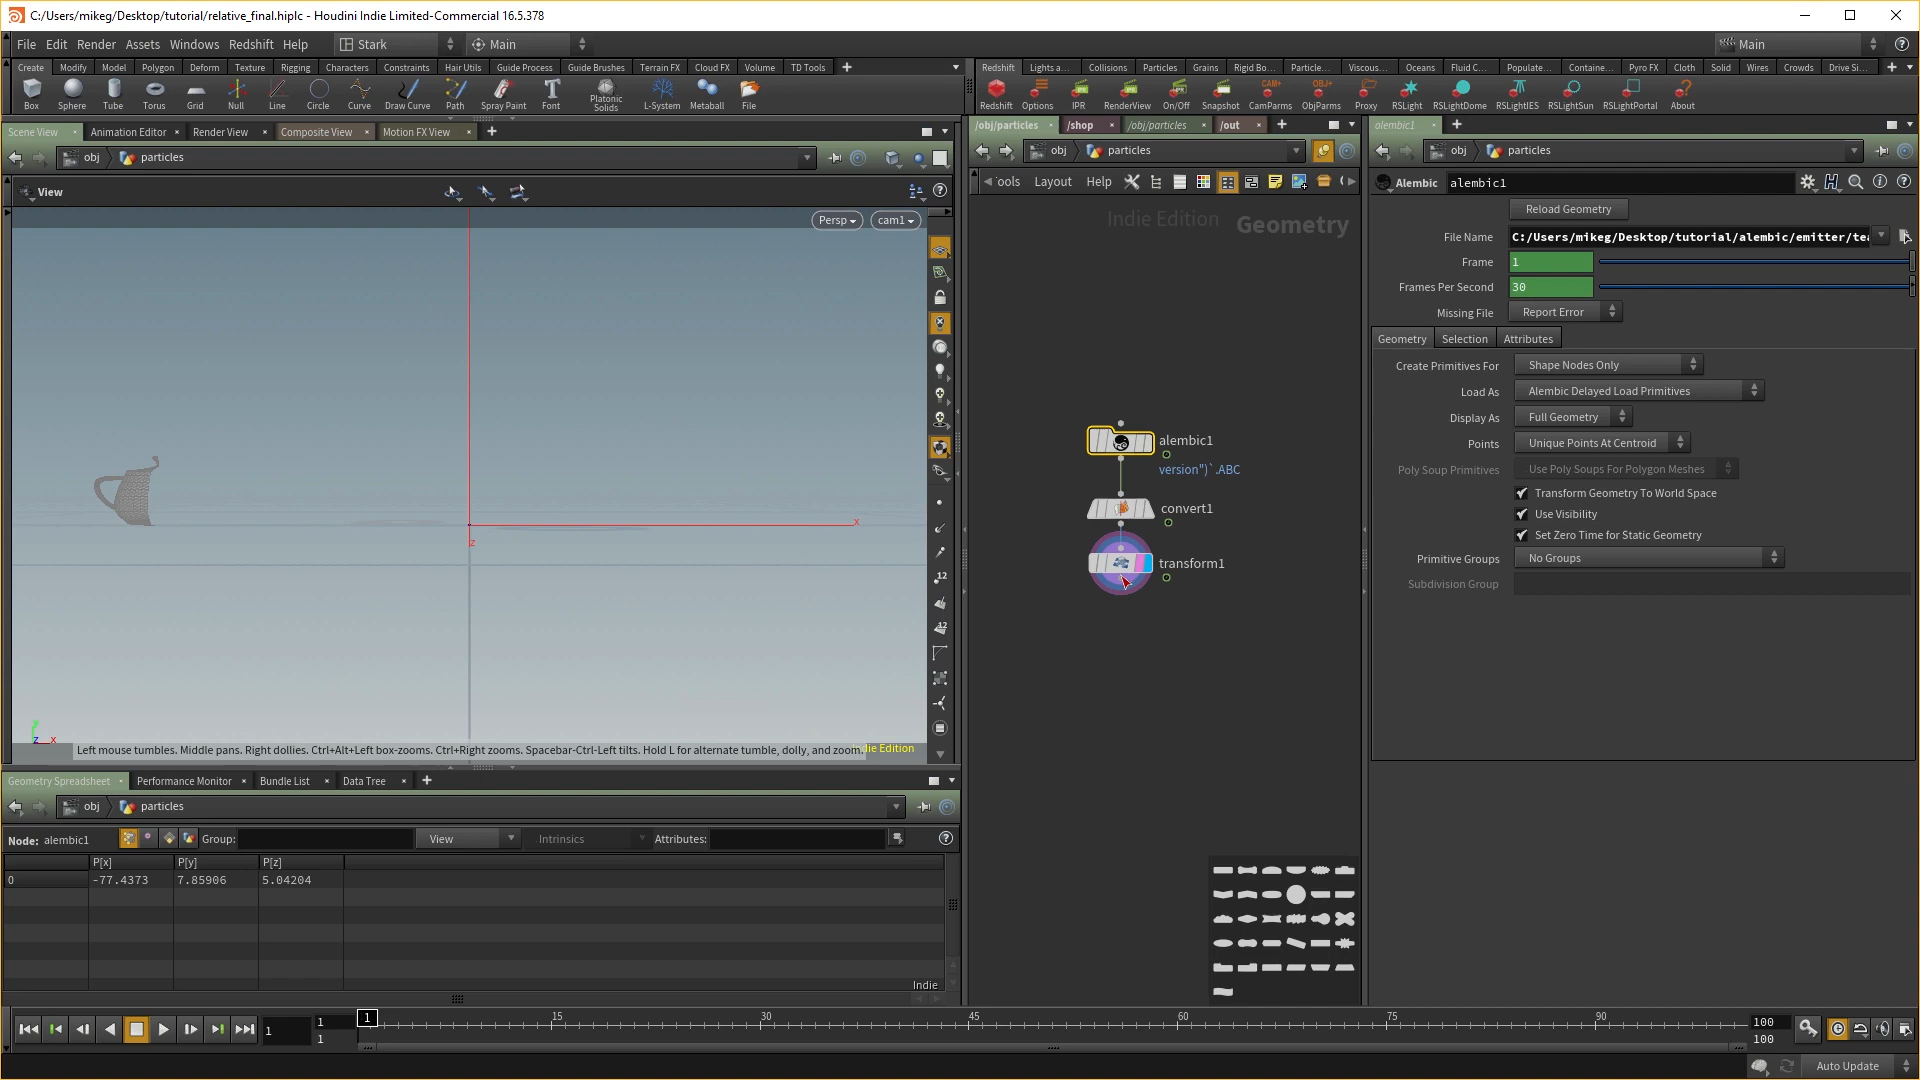 C:/Users/mikeg/Desktop/tutorial/relative_final.hiplc - Houdini Indie Limited-Commercial 16.5.378
File Edit Render Assets Windows Redshift Help Stark Main Main
Create Modify Model Polygon Deform Texture Rigging Characters Constraints Hair Utils Guide Process Guide Brushes Terrain FX Cloud FX Volume TD Tools
Redshift Lights a... Collisions Particles Grains Rigid Bo... Particle... Viscous... Oceans Fluid C... Populate... Containe... Pyro FX Cloth Solid Wires Crowds Drive Si...
Box Sphere Tube Torus Grid Null Line Circle Curve Draw Curve Path Spray Paint Font Platonic Solids L-System Metaball File
Redshift Options IPR RenderView On/Off Snapshot CamParms ObjParms Proxy RSLight RSLightDome RSLightIES RSLightSun RSLightPortal About
Scene View Animation Editor Render View Composite View Motion FX View
/obj/particles /shop /obj/particles /out
alembic1
obj particles
obj particles
obj particles
View
ools Layout Help
Alembic alembic1
Persp cam1
Indie Edition Geometry
Reload Geometry
File Name C:/Users/mikeg/Desktop/tutorial/alembic/emitter/tea
Frame 1
Frames Per Second 30
Missing File Report Error
Geometry Selection Attributes
Create Primitives For Shape Nodes Only
Load As Alembic Delayed Load Primitives
Display As Full Geometry
Points Unique Points At Centroid
Poly Soup Primitives Use Poly Soups For Polygon Meshes
Transform Geometry To World Space
Use Visibility
Set Zero Time for Static Geometry
Primitive Groups No Groups
Subdivision Group
alembic1
version")`.ABC
convert1
transform1
x
z
12
12
y
z x
Left mouse tumbles. Middle pans. Right dollies. Ctrl+Alt+Left box-zooms. Ctrl+Right zooms. Spacebar-Ctrl-Left tilts. Hold L for alternate tumble, dolly, and zoom.
die Edition
Geometry Spreadsheet Performance Monitor Bundle List Data Tree
obj particles
Node: alembic1 Group: View Intrinsics Attributes:
P[x] P[y] P[z]
0 -77.4373 7.85906 5.04204
Indie
1 1 1 1 15 30 45 60 75 90 100 100
Auto Update